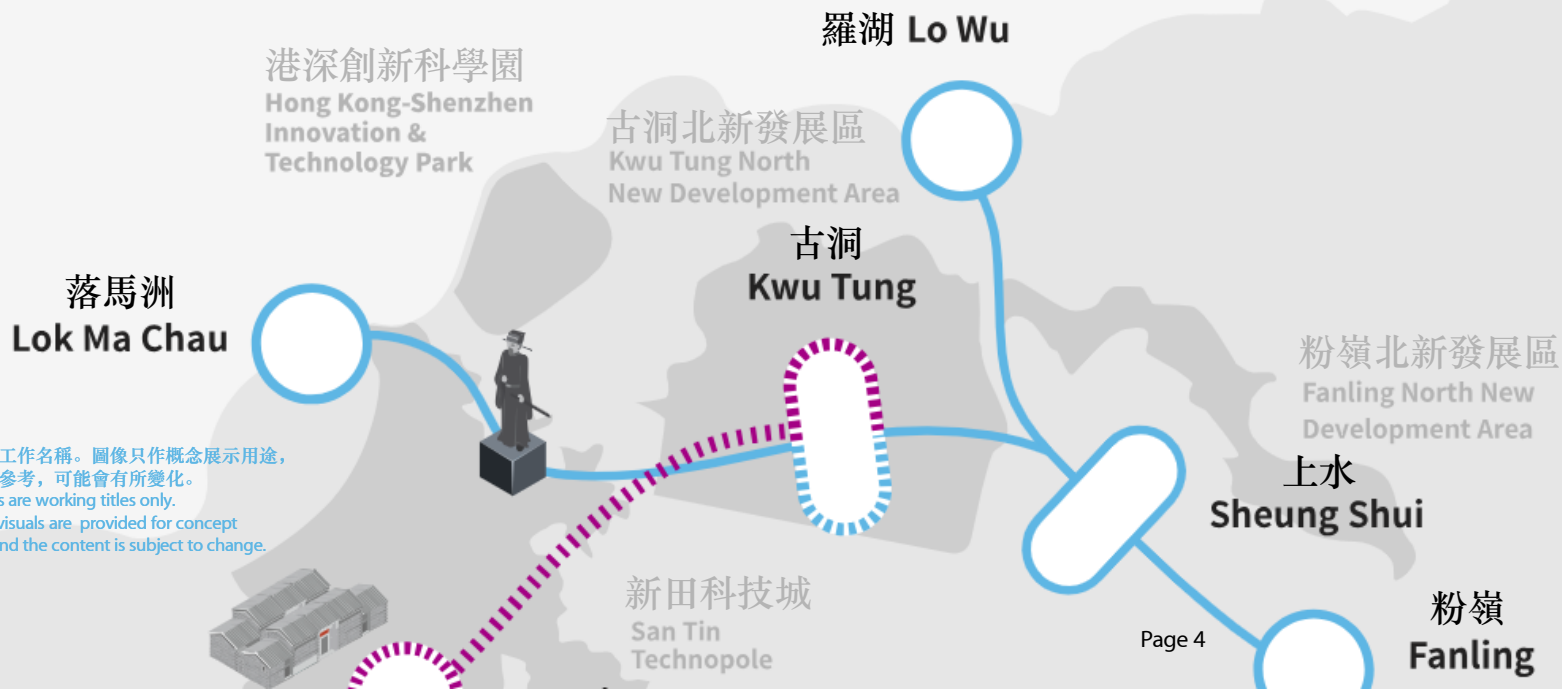 羅湖 Lo Wu
港深創新科學園
Hong Kong-Shenzhen
Innovation &
Technology Park
古洞北新發展區
Kwu Tung North
New Development Area
古洞
Kwu Tung
落馬洲
Lok Ma Chau
粉嶺北新發展區
Fanling North New
Development Area
工作名稱。圖像只作概念展示用途,
參考,可能會有所變化。
s are working titles only.
visuals are provided for concept
nd the content is subject to change.
上水
Sheung Shui
新田科技城
San Tin
Technopole
Page 4
粉嶺
Fanling